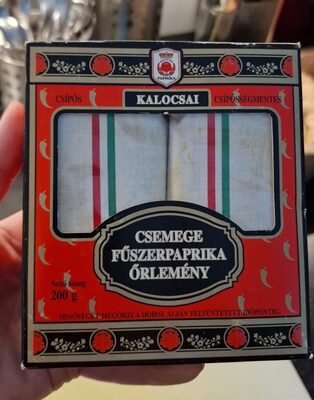 PAPRIKA
CSÍPŐS KALOCSAI CSÍPŐSSÉGMENTES
CSEMEGE
FŰSZERPAPRIKA
ŐRLEMÉNY
Nettó tömeg:
200 g
MINŐSÉGÉT MEGŐRZI A DOBOZ ALJÁN FELTÜNTETETT IDŐPONTIG.